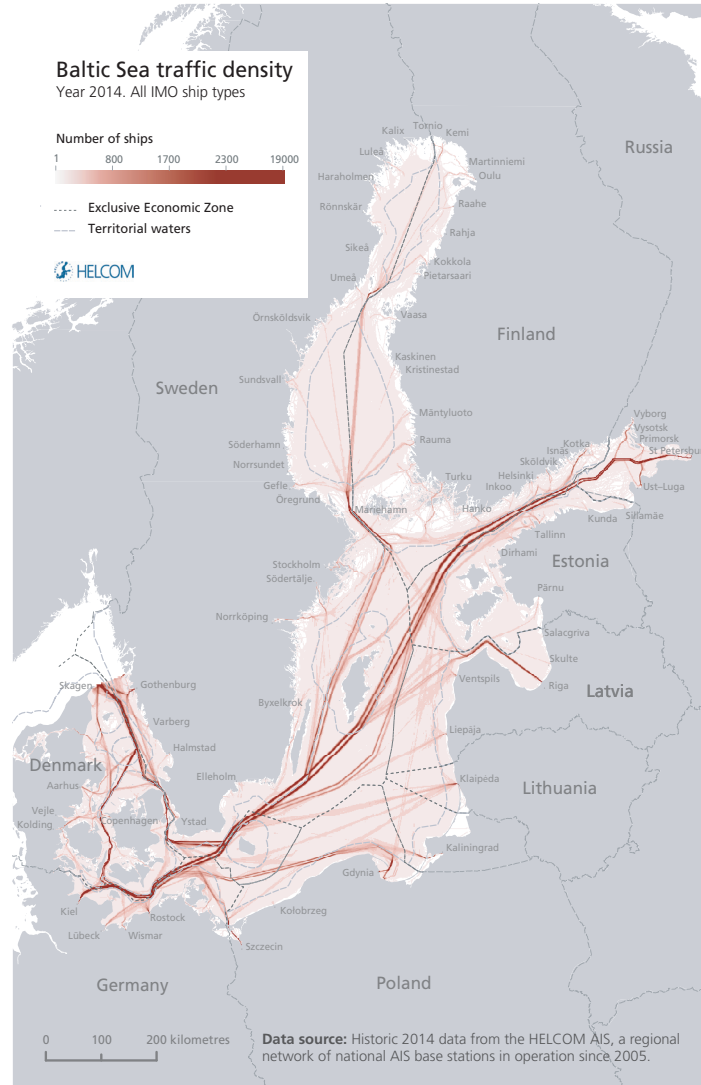 Baltic Sea traffic density
Year 2014. All IMO ship types
Number of ships
1 800 1700 2300 19000
Exclusive Economic Zone
Territorial waters
HELCOM
Kalix
Tornio
Kemi
Luleå
Martinniemi
Oulu
Haraholmen
Raahe
Rönnskär
Rahja
Sikeå
Kokkola
Umeå
Pietarsaari
Russia
Örnsköldsvik
Vaasa
Finland
Kaskinen
Kristinestad
Sweden
Sundsvall
Mäntyluoto
Söderhamn
Rauma
Norrsundet
Gefle
Öregrund
Mariehamn
Turku
Hanko
Inkoo
Helsinki
Sköldvik
Isnäs
Kotka
Vyborg
Vysotsk
Primorsk
St Petersbur
Ust-Luga
Sillamäe
Kunda
Tallinn
Dirhami
Estonia
Stockholm
Södertälje
Pärnu
Norrköping
Salacgriva
Skulte
Ventspils
Riga
Latvia
Skagen
Gothenburg
Byxelkrok
Varberg
Liepāja
Halmstad
Denmark
Elleholm
Klaipėda
Lithuania
Aarhus
Vejle
Kolding
Copenhagen
Ystad
Kaliningrad
Gdynia
Kiel
Lübeck
Wismar
Rostock
Kołobrzeg
Szczecin
Germany
Poland
0 100 200 kilometres
Data source: Historic 2014 data from the HELCOM AIS, a regional
network of national AIS base stations in operation since 2005.